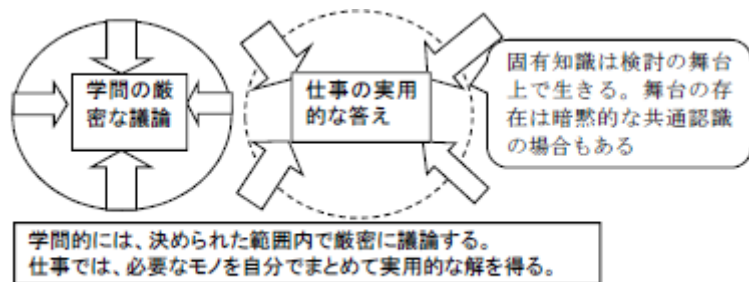 学問の厳
密な議論
仕事の実用
的な答え
固有知識は検討の舞台
上で生きる。舞台の存
在は暗黙的な共通認識
の場合もある
学問的には、決められた範囲内で厳密に議論する。
仕事では、必要なモノを自分でまとめて実用的な解を得る。